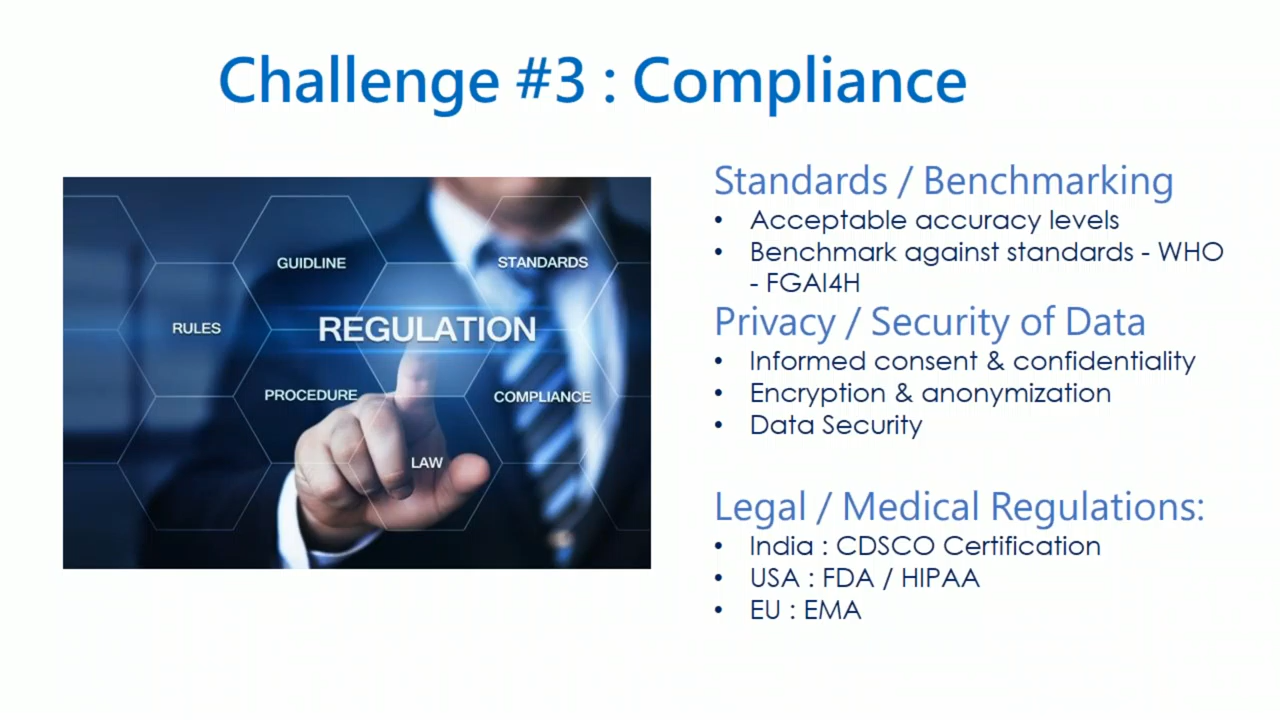 Challenge #3 : Compliance
GUIDLINE
STANDARDS
RULES
REGULATION
PROCEDURE
COMPLIANCE
LAW
Standards / Benchmarking
• Acceptable accuracy levels
• Benchmark against standards - WHO
- FGAI4H
Privacy / Security of Data
• Informed consent & confidentiality
• Encryption & anonymization
• Data Security
Legal / Medical Regulations:
• India : CDSCO Certification
• USA : FDA / HIPAA
• EU : EMA